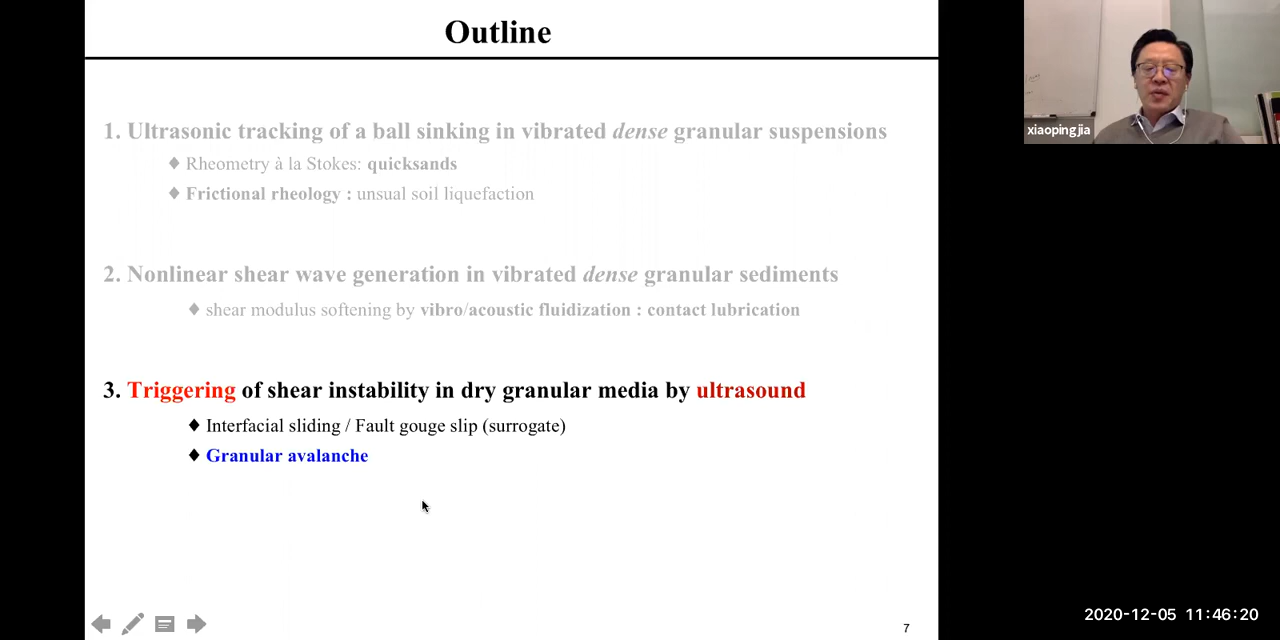 Outline
1. Ultrasonic tracking of a ball sinking in vibrated dense granular suspensions
♦ Rheometry à la Stokes: quicksands
♦ Frictional rheology : unsual soil liquefaction
2. Nonlinear shear wave generation in vibrated dense granular sediments
♦ shear modulus softening by vibro/acoustic fluidization : contact lubrication
3. Triggering of shear instability in dry granular media by ultrasound
♦ Interfacial sliding / Fault gouge slip (surrogate)
♦ Granular avalanche
7
xiaopingjia
2020-12-05 11:46:20